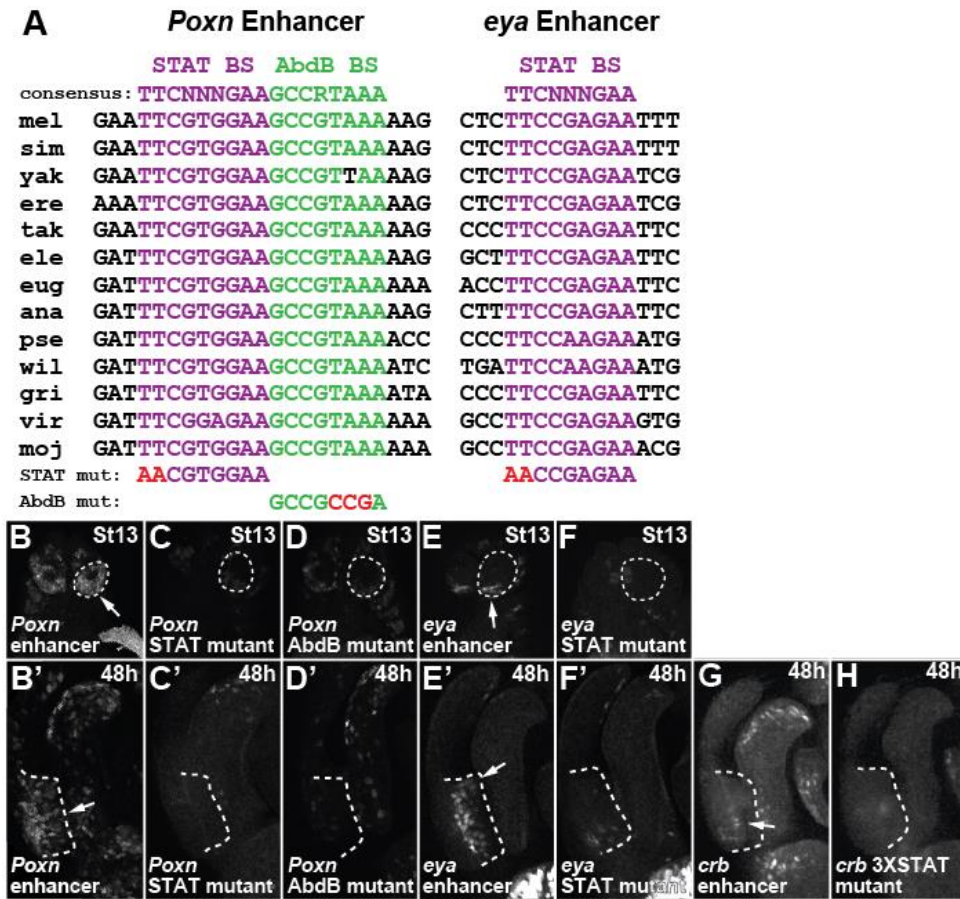 A Poxn Enhancer eya Enhancer
STAT BS AbdB BS STAT BS
consensus: TTCNNNGAAGCCRTAAA TTCNNNGAA
mel GAATTCGTGGAAGCCGTAAAAAG CTCTTCCGAGAATTT
sim GAATTCGTGGAAGCCGTAAAAAG CTCTTCCGAGAATTT
yak GAATTCGTGGAAGCCGTTAAAAG CTCTTCCGAGAATCG
ere AAATTCGTGGAAGCCGTAAAAAG CTCTTCCGAGAATCG
tak GAATTCGTGGAAGCCGTAAAAAG CCCTTCCGAGAATTC
ele GATTTCGTGGAAGCCGTAAAAAG GCTTTCCGAGAATTC
eug GATTTCGTGGAAGCCGTAAAAAA ACCTTCCGAGAATTC
ana GATTTCGTGGAAGCCGTAAAAAG CTTTTCCGAGAATTC
pse GATTTCGTGGAAGCCGTAAAACC CCCTTCCAAGAAATG
wil GATTTCGTGGAAGCCGTAAAATC TGATTCCAAGAAATG
gri GATTTCGTGGAAGCCGTAAAATA CCCTTCCGAGAATTC
vir GATTTCGGAGAAGCCGTAAAAAA GCCTTCCGAGAAGTG
moj GATTTCGTGGAAGCCGTAAAAAA GCCTTCCGAGAAACG
STAT mut: AACGTGGAA AACCGAGAA
AbdB mut: GCCGCCGA
B St13 C St13 D St13 E St13 F St13
Poxn enhancer
Poxn STAT mutant
Poxn AbdB mutant
eya enhancer
eya STAT mutant
B' 48h C' 48h D' 48h E' 48h F' 48h G 48h H 48h
Poxn enhancer
Poxn STAT mutant
Poxn AbdB mutant
eya enhancer
eya STAT mutant
crb enhancer
crb 3XSTAT mutant